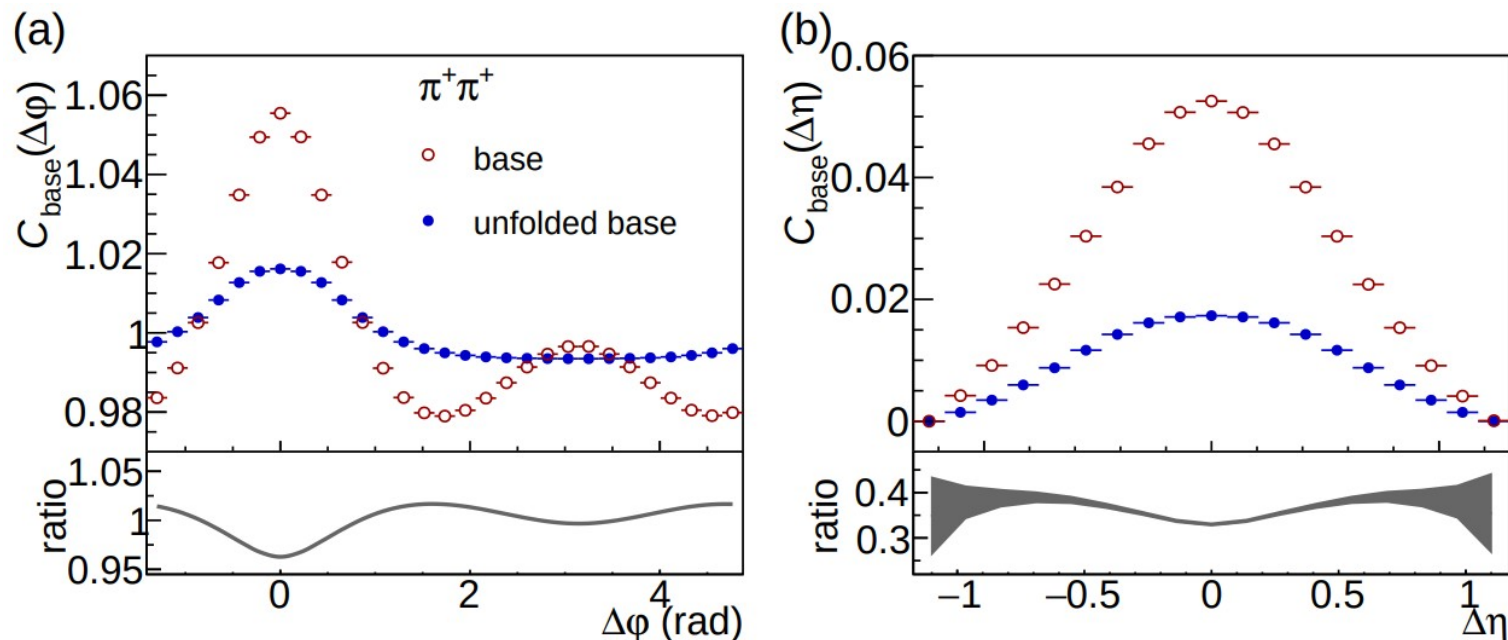 (a)
C_base(Δφ)
1.06
1.04
1.02
1
0.98
π⁺π⁺
base
unfolded base
ratio
1.05
1
0.95
0
2
4
Δφ (rad)
(b)
C_base(Δη)
0.06
0.04
0.02
0
ratio
0.4
0.3
−1
−0.5
0
0.5
1
Δη